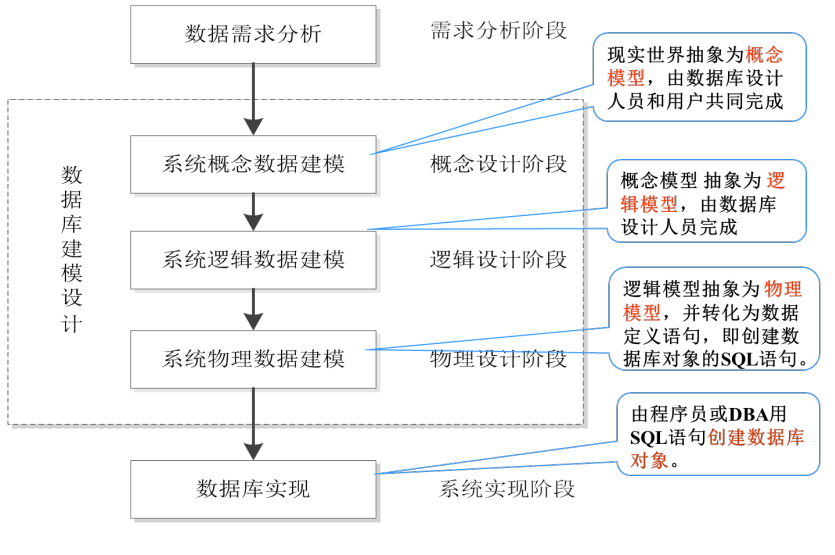 数据需求分析
需求分析阶段
现实世界抽象为概念
模型，由数据库设计
人员和用户共同完成
数据库建模设计
系统概念数据建模
概念设计阶段
概念模型 抽象为 逻
辑模型，由数据库
设计人员完成
系统逻辑数据建模
逻辑设计阶段
逻辑模型抽象为 物理
模型，并转化为数据
定义语句，即创建数
据库对象的SQL语句。
系统物理数据建模
物理设计阶段
由程序员或DBA用
SQL语句创建数据库
对象。
数据库实现
系统实现阶段